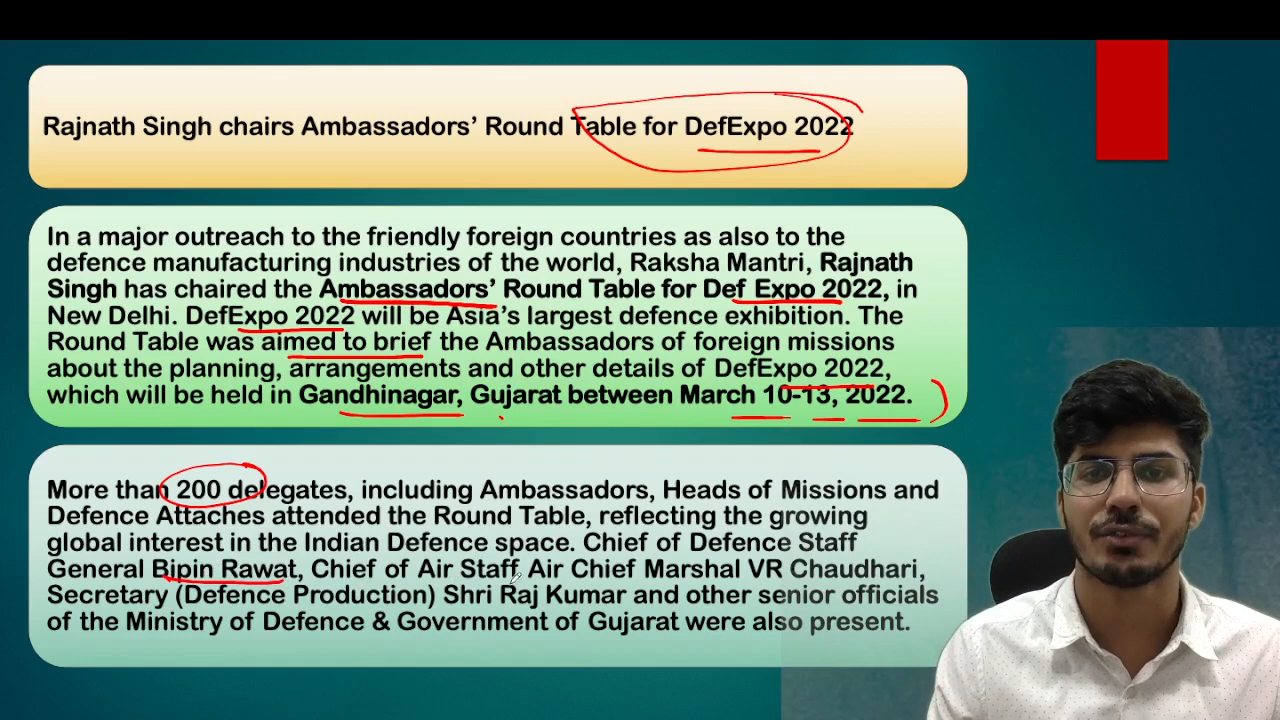 Rajnath Singh chairs Ambassadors’ Round Table for DefExpo 2022
In a major outreach to the friendly foreign countries as also to the
defence manufacturing industries of the world, Raksha Mantri, Rajnath
Singh has chaired the Ambassadors’ Round Table for Def Expo 2022, in
New Delhi. DefExpo 2022 will be Asia’s largest defence exhibition. The
Round Table was aimed to brief the Ambassadors of foreign missions
about the planning, arrangements and other details of DefExpo 2022,
which will be held in Gandhinagar, Gujarat between March 10-13, 2022.
More than 200 delegates, including Ambassadors, Heads of Missions and
Defence Attaches attended the Round Table, reflecting the growing
global interest in the Indian Defence space. Chief of Defence Staff
General Bipin Rawat, Chief of Air Staff, Air Chief Marshal VR Chaudhari,
Secretary (Defence Production) Shri Raj Kumar and other senior officials
of the Ministry of Defence & Government of Gujarat were also present.